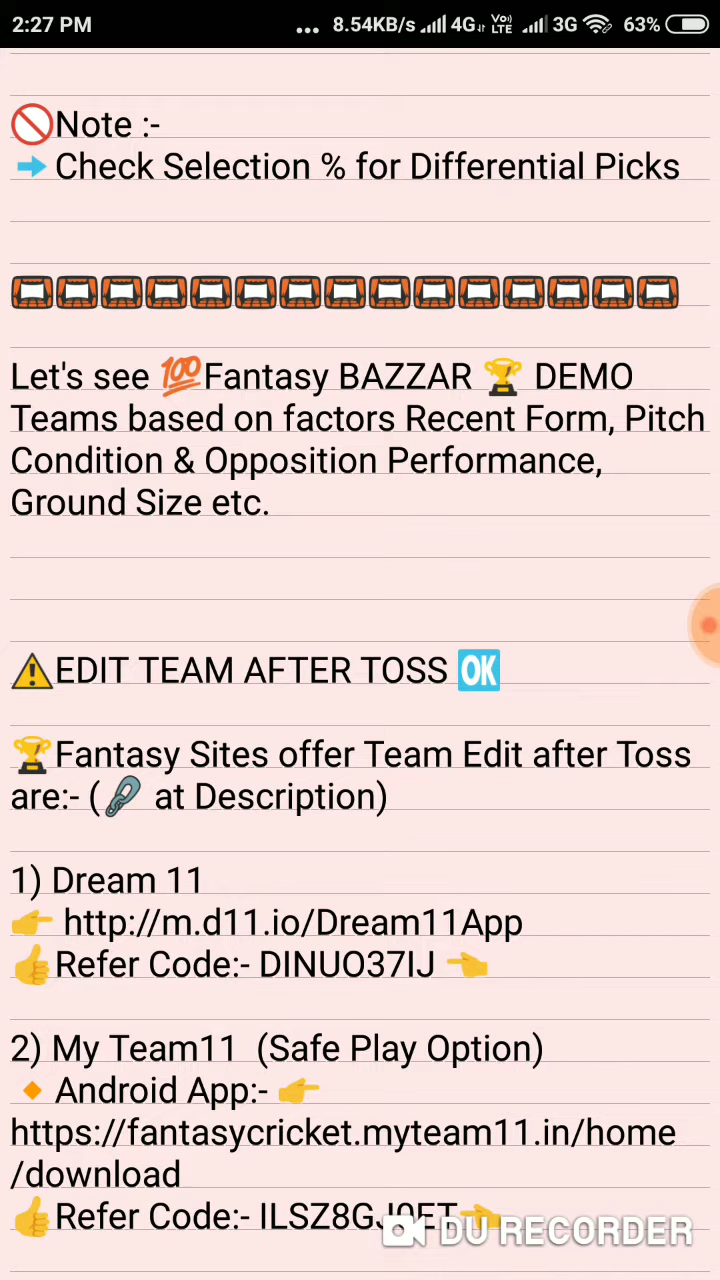 2:27 PM
... 8.54KB/s 4G VoLTE 3G 63%
Note :-
Check Selection % for Differential Picks
Let's see 💯Fantasy BAZZAR 🏆 DEMO
Teams based on factors Recent Form, Pitch
Condition & Opposition Performance,
Ground Size etc.
⚠EDIT TEAM AFTER TOSS 🆗
🏆Fantasy Sites offer Team Edit after Toss
are:- (🔗 at Description)
1) Dream 11
👉 http://m.d11.io/Dream11App
👍Refer Code:- DINUO37IJ 👈
2) My Team11 (Safe Play Option)
🔸Android App:- 👉
https://fantasycricket.myteam11.in/home
/download
👍Refer Code:-
DU RECORDER